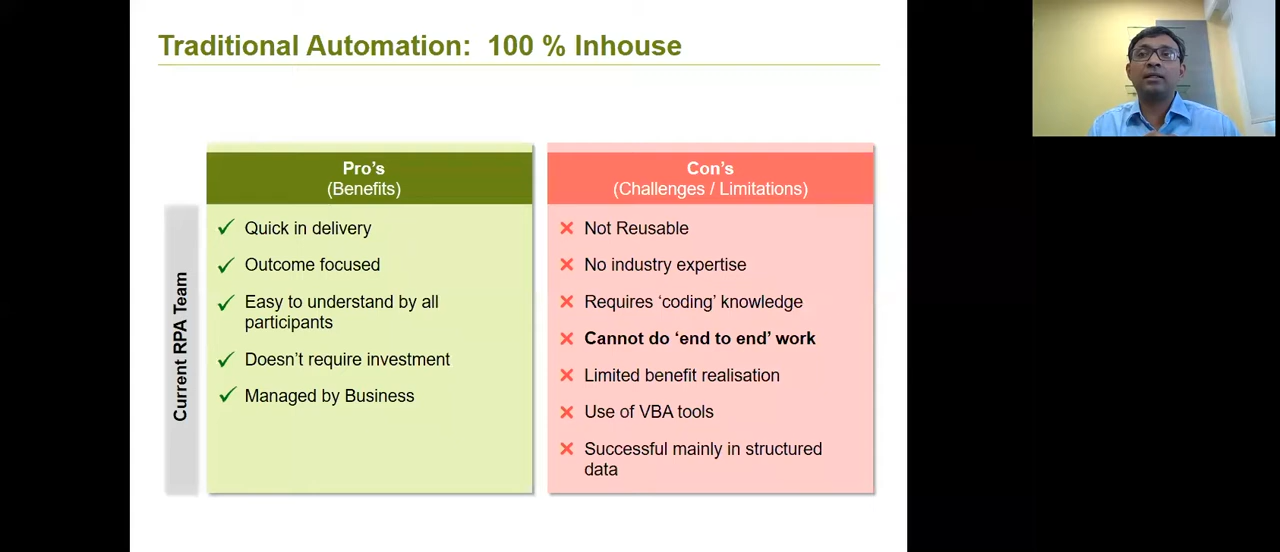 Traditional Automation:  100 % Inhouse
Pro's
(Benefits)
Con's
(Challenges / Limitations)
Current RPA Team
Quick in delivery
Outcome focused
Easy to understand by all
participants
Doesn't require investment
Managed by Business
Not Reusable
No industry expertise
Requires ‘coding’ knowledge
Cannot do ‘end to end’ work
Limited benefit realisation
Use of VBA tools
Successful mainly in structured
data